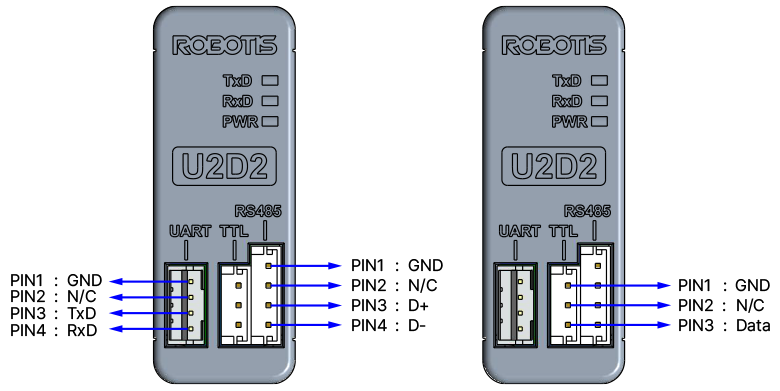 ROBOTIS
TxD
RxD
PWR
U2D2
RS485
UART TTL
PIN1 : GND
PIN2 : N/C
PIN3 : TxD
PIN4 : RxD
PIN1 : GND
PIN2 : N/C
PIN3 : D+
PIN4 : D-
ROBOTIS
TxD
RxD
PWR
U2D2
RS485
UART TTL
PIN1 : GND
PIN2 : N/C
PIN3 : Data